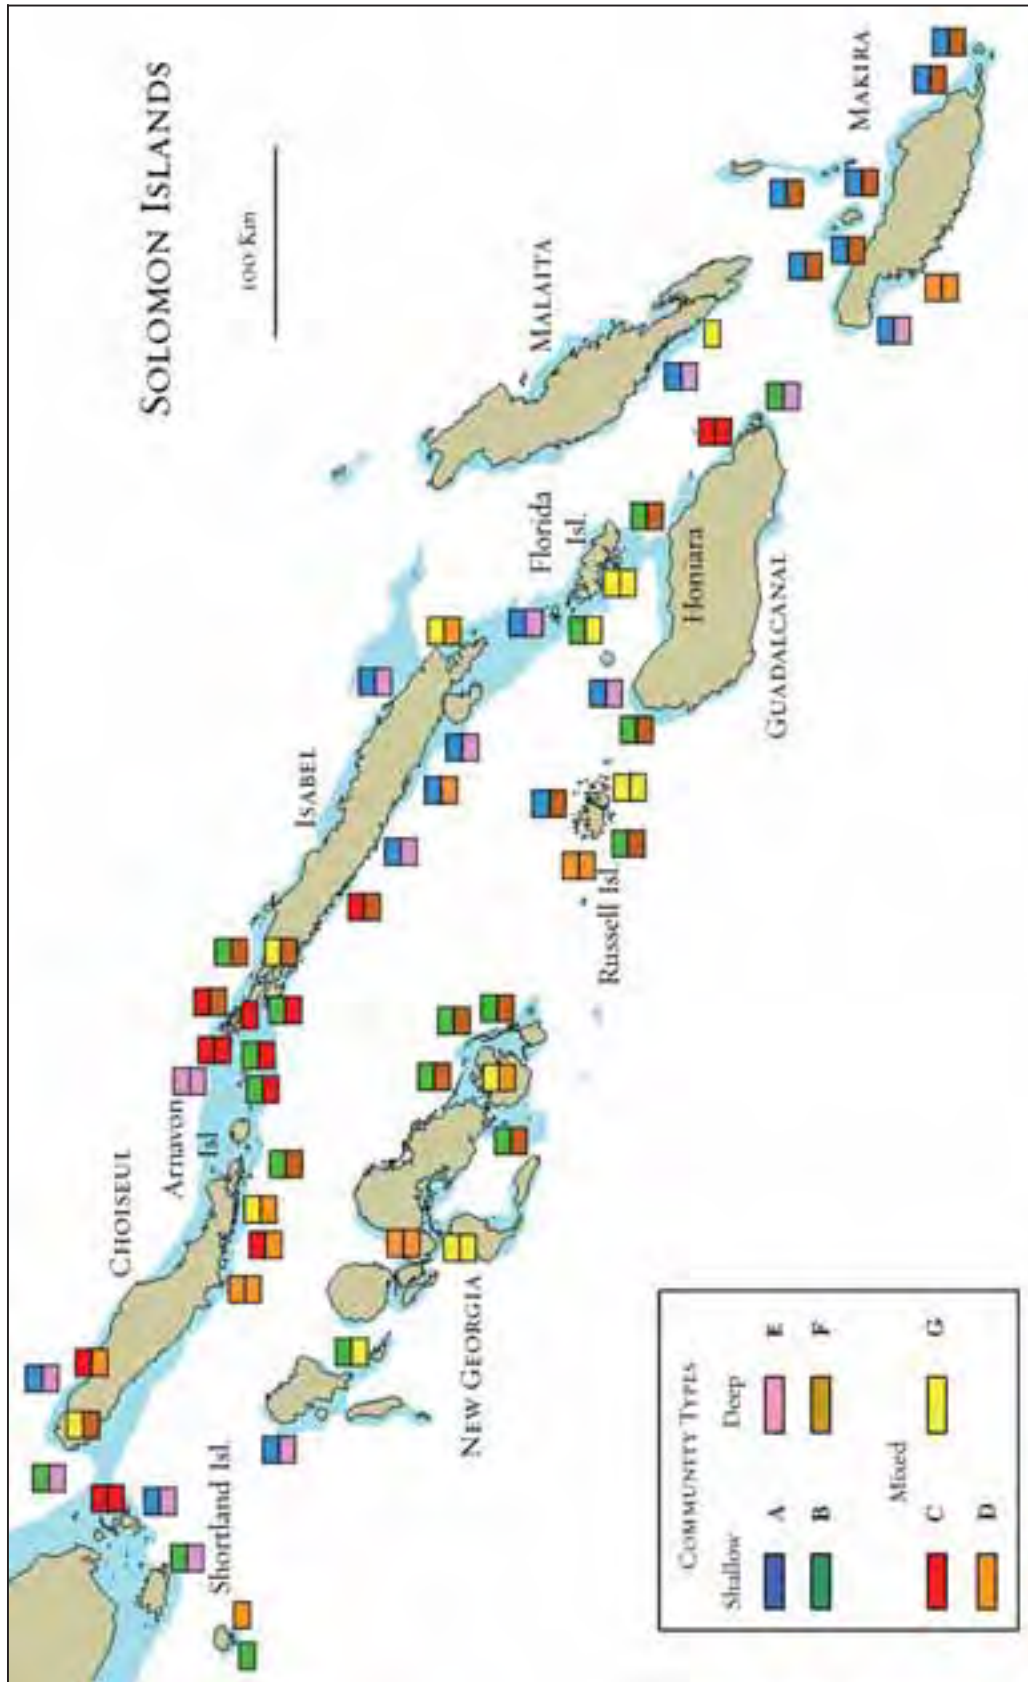 SOLOMON ISLANDS
100 Km
CHOISEUL
Arnavon
Isl
ISABEL
MALAITA
MAKIRA
Florida
Isl.
Honiara
GUADALCANAL
Russell Isl.
NEW GEORGIA
Shortland Isl.
COMMUNITY TYPES
Shallow Deep
A E
B F
Mixed
C G
D